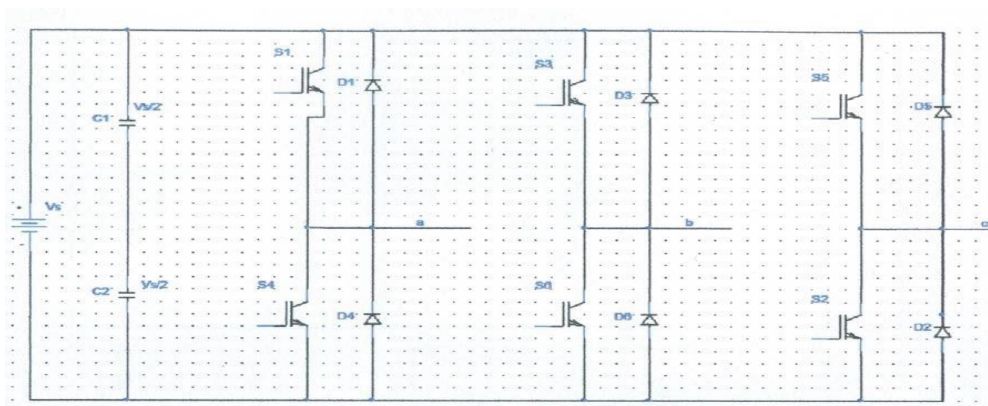 S1
D1
S3
D3
S5
D5
Vs/2
C1
+
Vs
-
a
b
c
C2
Vs/2
S4
D4
S6
D6
S2
D2